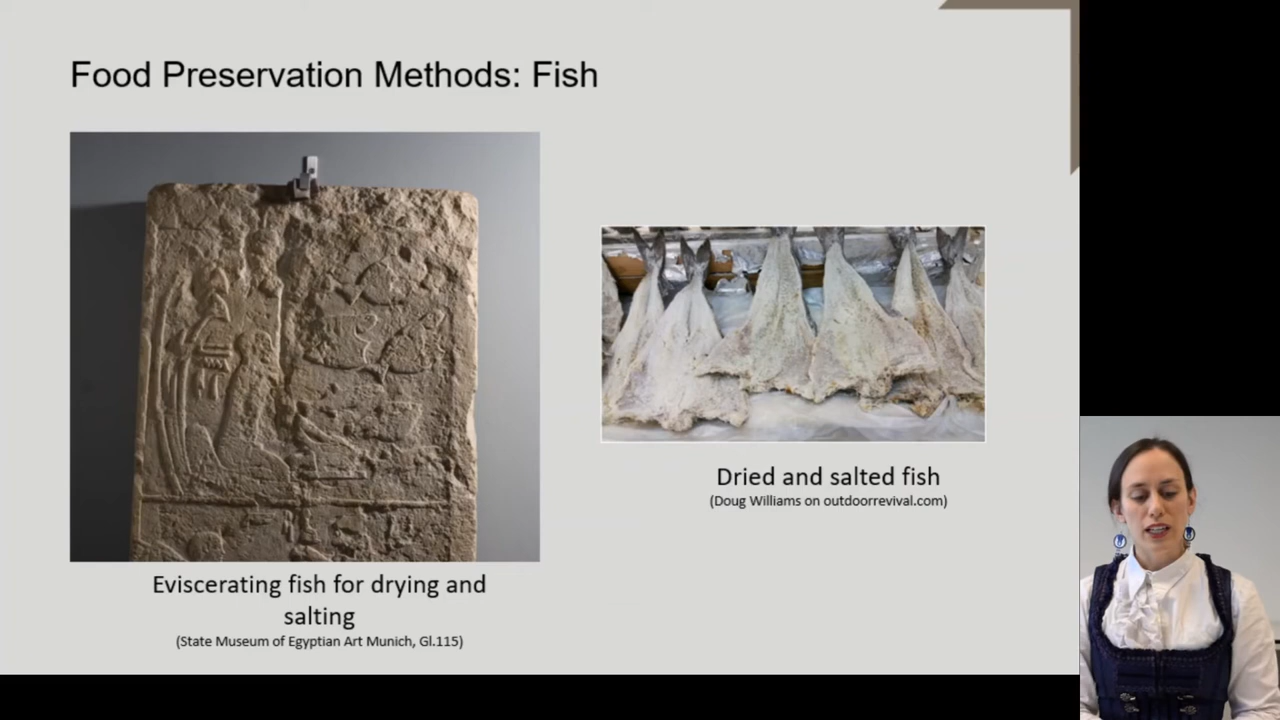 Food Preservation Methods: Fish
Eviscerating fish for drying and
salting
(State Museum of Egyptian Art Munich, Gl.115)
Dried and salted fish
(Doug Williams on outdoorrevival.com)